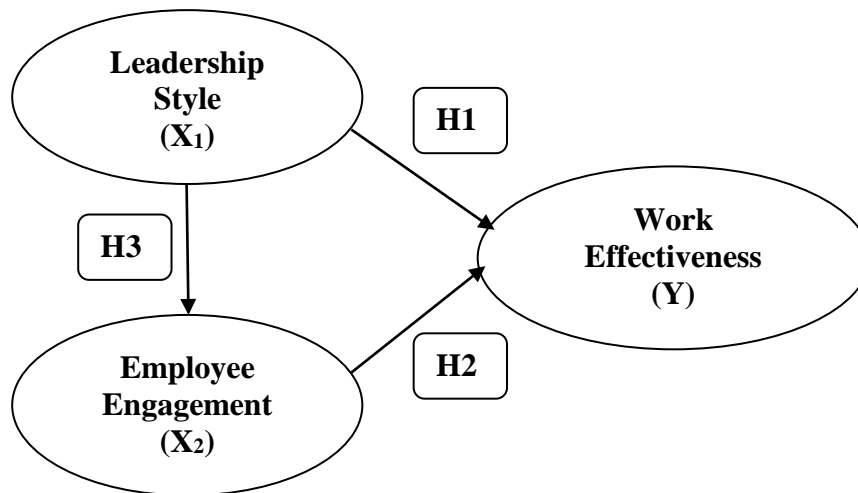 Leadership
Style
(X₁)
H1
Work
Effectiveness
(Y)
H3
Employee
Engagement
(X₂)
H2